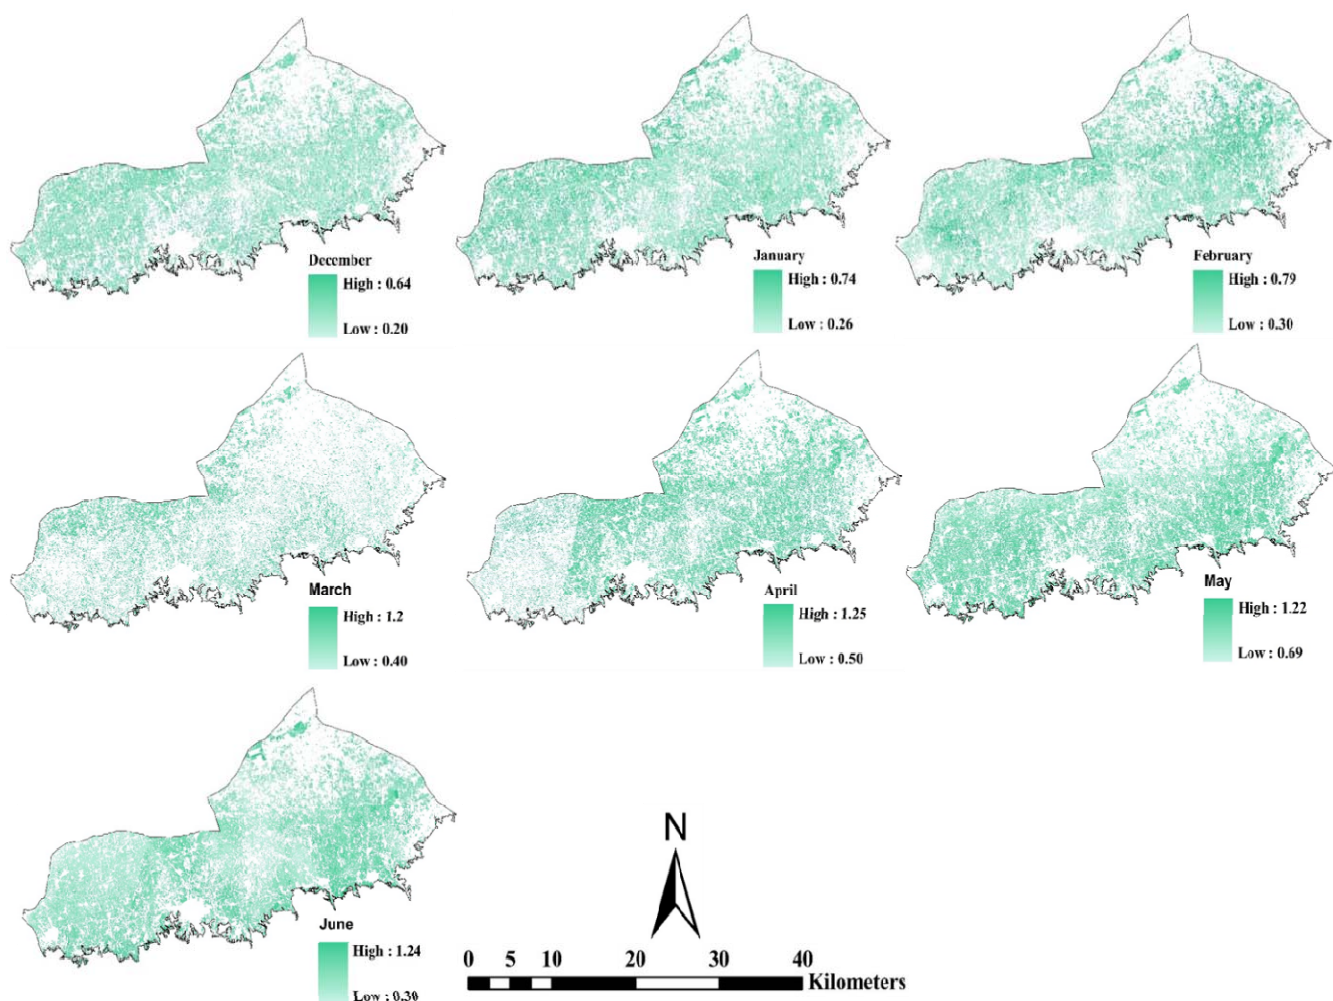 December
High : 0.64
Low : 0.20
January
High : 0.74
Low : 0.26
February
High : 0.79
Low : 0.30
March
High : 1.2
Low : 0.40
April
High : 1.25
Low : 0.50
May
High : 1.22
Low : 0.69
June
High : 1.24
Low : 0.30
N
0 5 10 20 30 40
Kilometers